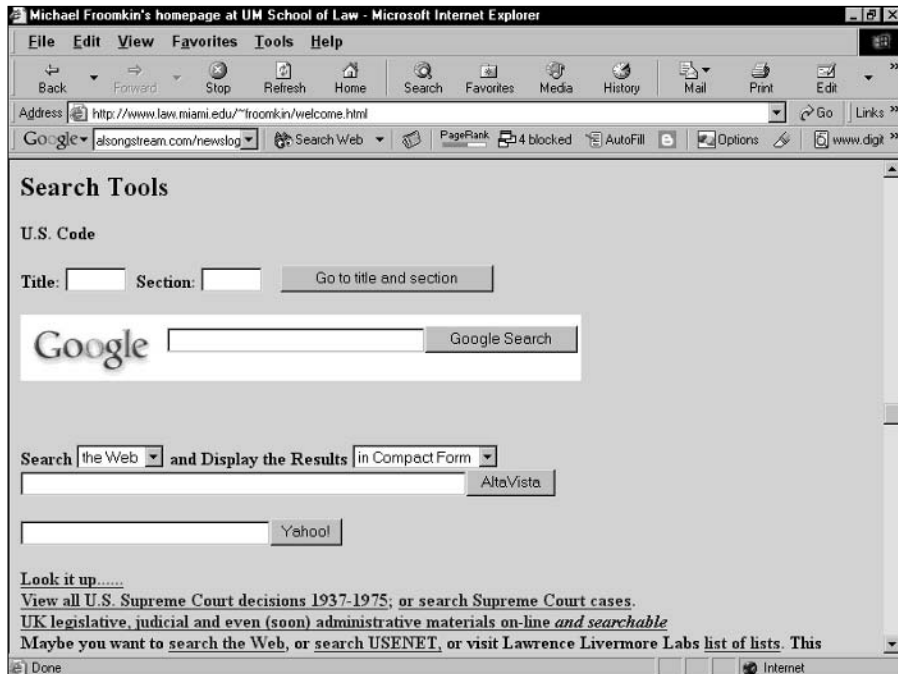 Michael Froomkin's homepage at UM School of Law - Microsoft Internet Explorer
File Edit View Favorites Tools Help
Back Forward Stop Refresh Home Search Favorites Media History Mail Print Edit »
Address http://www.law.miami.edu/~froomkin/welcome.html Go Links »
Google alsongstream.com/newslog Search Web PageRank 4 blocked AutoFill Options www.digit »
Search Tools
U.S. Code
Title: Section: Go to title and section
Google Google Search
Search the Web and Display the Results in Compact Form
AltaVista
Yahoo!
Look it up......
View all U.S. Supreme Court decisions 1937-1975; or search Supreme Court cases.
UK legislative, judicial and even (soon) administrative materials on-line and searchable
Maybe you want to search the Web, or search USENET, or visit Lawrence Livermore Labs list of lists. This
Done Internet